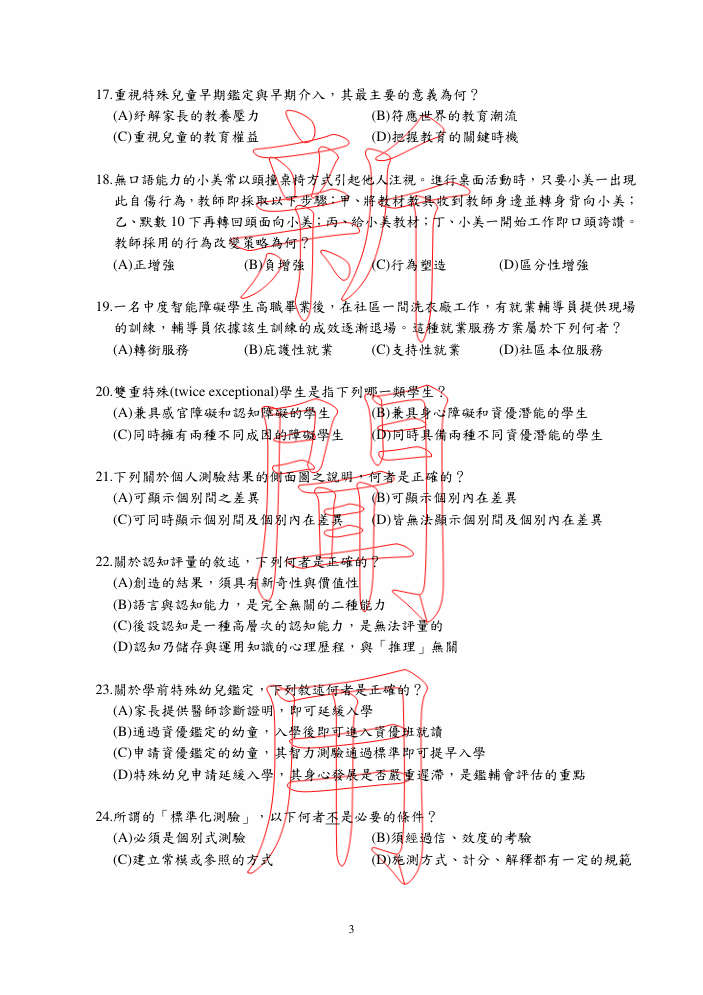 17.重視特殊兒童早期鑑定與早期介入，其最主要的意義為何？
(A)紓解家長的教養壓力 (B)符應世界的教育潮流
(C)重視兒童的教育權益 (D)把握教育的關鍵時機
18.無口語能力的小美常以頭撞桌椅方式引起他人注視。進行桌面活動時，只要小美一出現
此自傷行為，教師即採取以下步驟：甲、將教材教具收到教師身邊並轉身背向小美；
乙、默數 10 下再轉回頭面向小美；丙、給小美教材；丁、小美一開始工作即口頭誇讚。
教師採用的行為改變策略為何？
(A)正增強 (B)負增強 (C)行為塑造 (D)區分性增強
19.一名中度智能障礙學生高職畢業後，在社區一間洗衣廠工作，有就業輔導員提供現場
的訓練，輔導員依據該生訓練的成效逐漸退場。這種就業服務方案屬於下列何者？
(A)轉銜服務 (B)庇護性就業 (C)支持性就業 (D)社區本位服務
20.雙重特殊(twice exceptional)學生是指下列哪一類學生？
(A)兼具感官障礙和認知障礙的學生 (B)兼具身心障礙和資優潛能的學生
(C)同時擁有兩種不同成因的障礙學生 (D)同時具備兩種不同資優潛能的學生
21.下列關於個人測驗結果的側面圖之說明，何者是正確的？
(A)可顯示個別間之差異 (B)可顯示個別內在差異
(C)可同時顯示個別間及個別內在差異 (D)皆無法顯示個別間及個別內在差異
22.關於認知評量的敘述，下列何者是正確的？
(A)創造的結果，須具有新奇性與價值性
(B)語言與認知能力，是完全無關的二種能力
(C)後設認知是一種高層次的認知能力，是無法評量的
(D)認知乃儲存與運用知識的心理歷程，與「推理」無關
23.關於學前特殊幼兒鑑定，下列敘述何者是正確的？
(A)家長提供醫師診斷證明，即可延緩入學
(B)通過資優鑑定的幼童，入學後即可進入資優班就讀
(C)申請資優鑑定的幼童，其智力測驗通過標準即可提早入學
(D)特殊幼兒申請延緩入學，其身心發展是否嚴重遲滯，是鑑輔會評估的重點
24.所謂的「標準化測驗」，以下何者不是必要的條件？
(A)必須是個別式測驗 (B)須經過信、效度的考驗
(C)建立常模或參照的方式 (D)施測方式、計分、解釋都有一定的規範
3